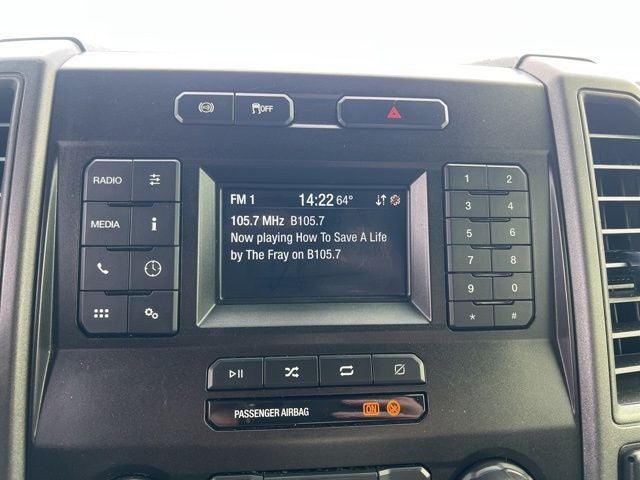 OFF
FM 1 14:22 64°
105.7 MHz B105.7
Now playing How To Save A Life
by The Fray on B105.7
RADIO
MEDIA
i
1 2
3 4
5 6
7 8
9 0
* #
PASSENGER AIRBAG ON